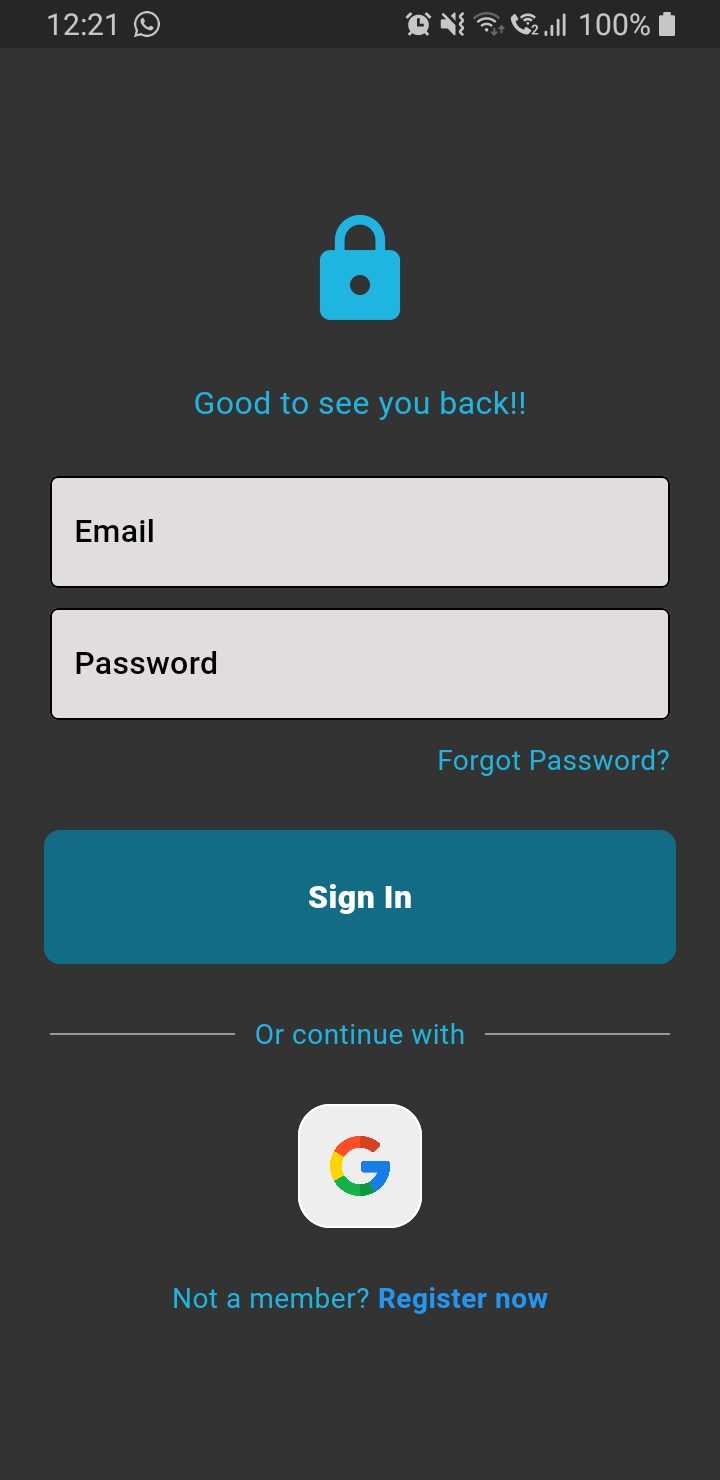 12:21 100%
Good to see you back!!
Email
Password
Forgot Password?
Sign In
Or continue with
Not a member? Register now